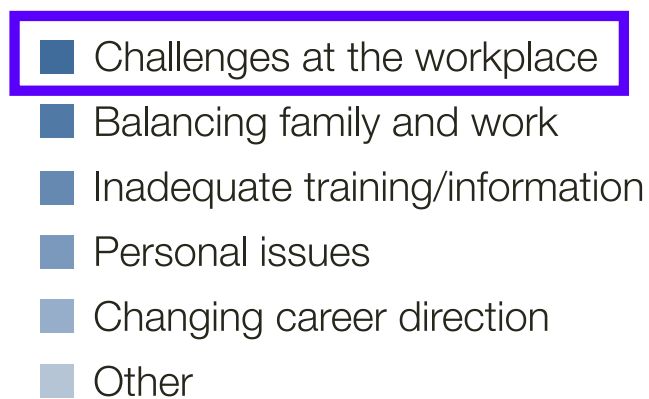 Challenges at the workplace
Balancing family and work
Inadequate training/information
Personal issues
Changing career direction
Other